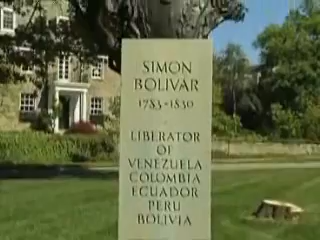 SIMON
BOLIVAR
1783-1830
LIBERATOR
OF
VENEZUELA
COLOMBIA
ECUADOR
PERU
BOLIVIA